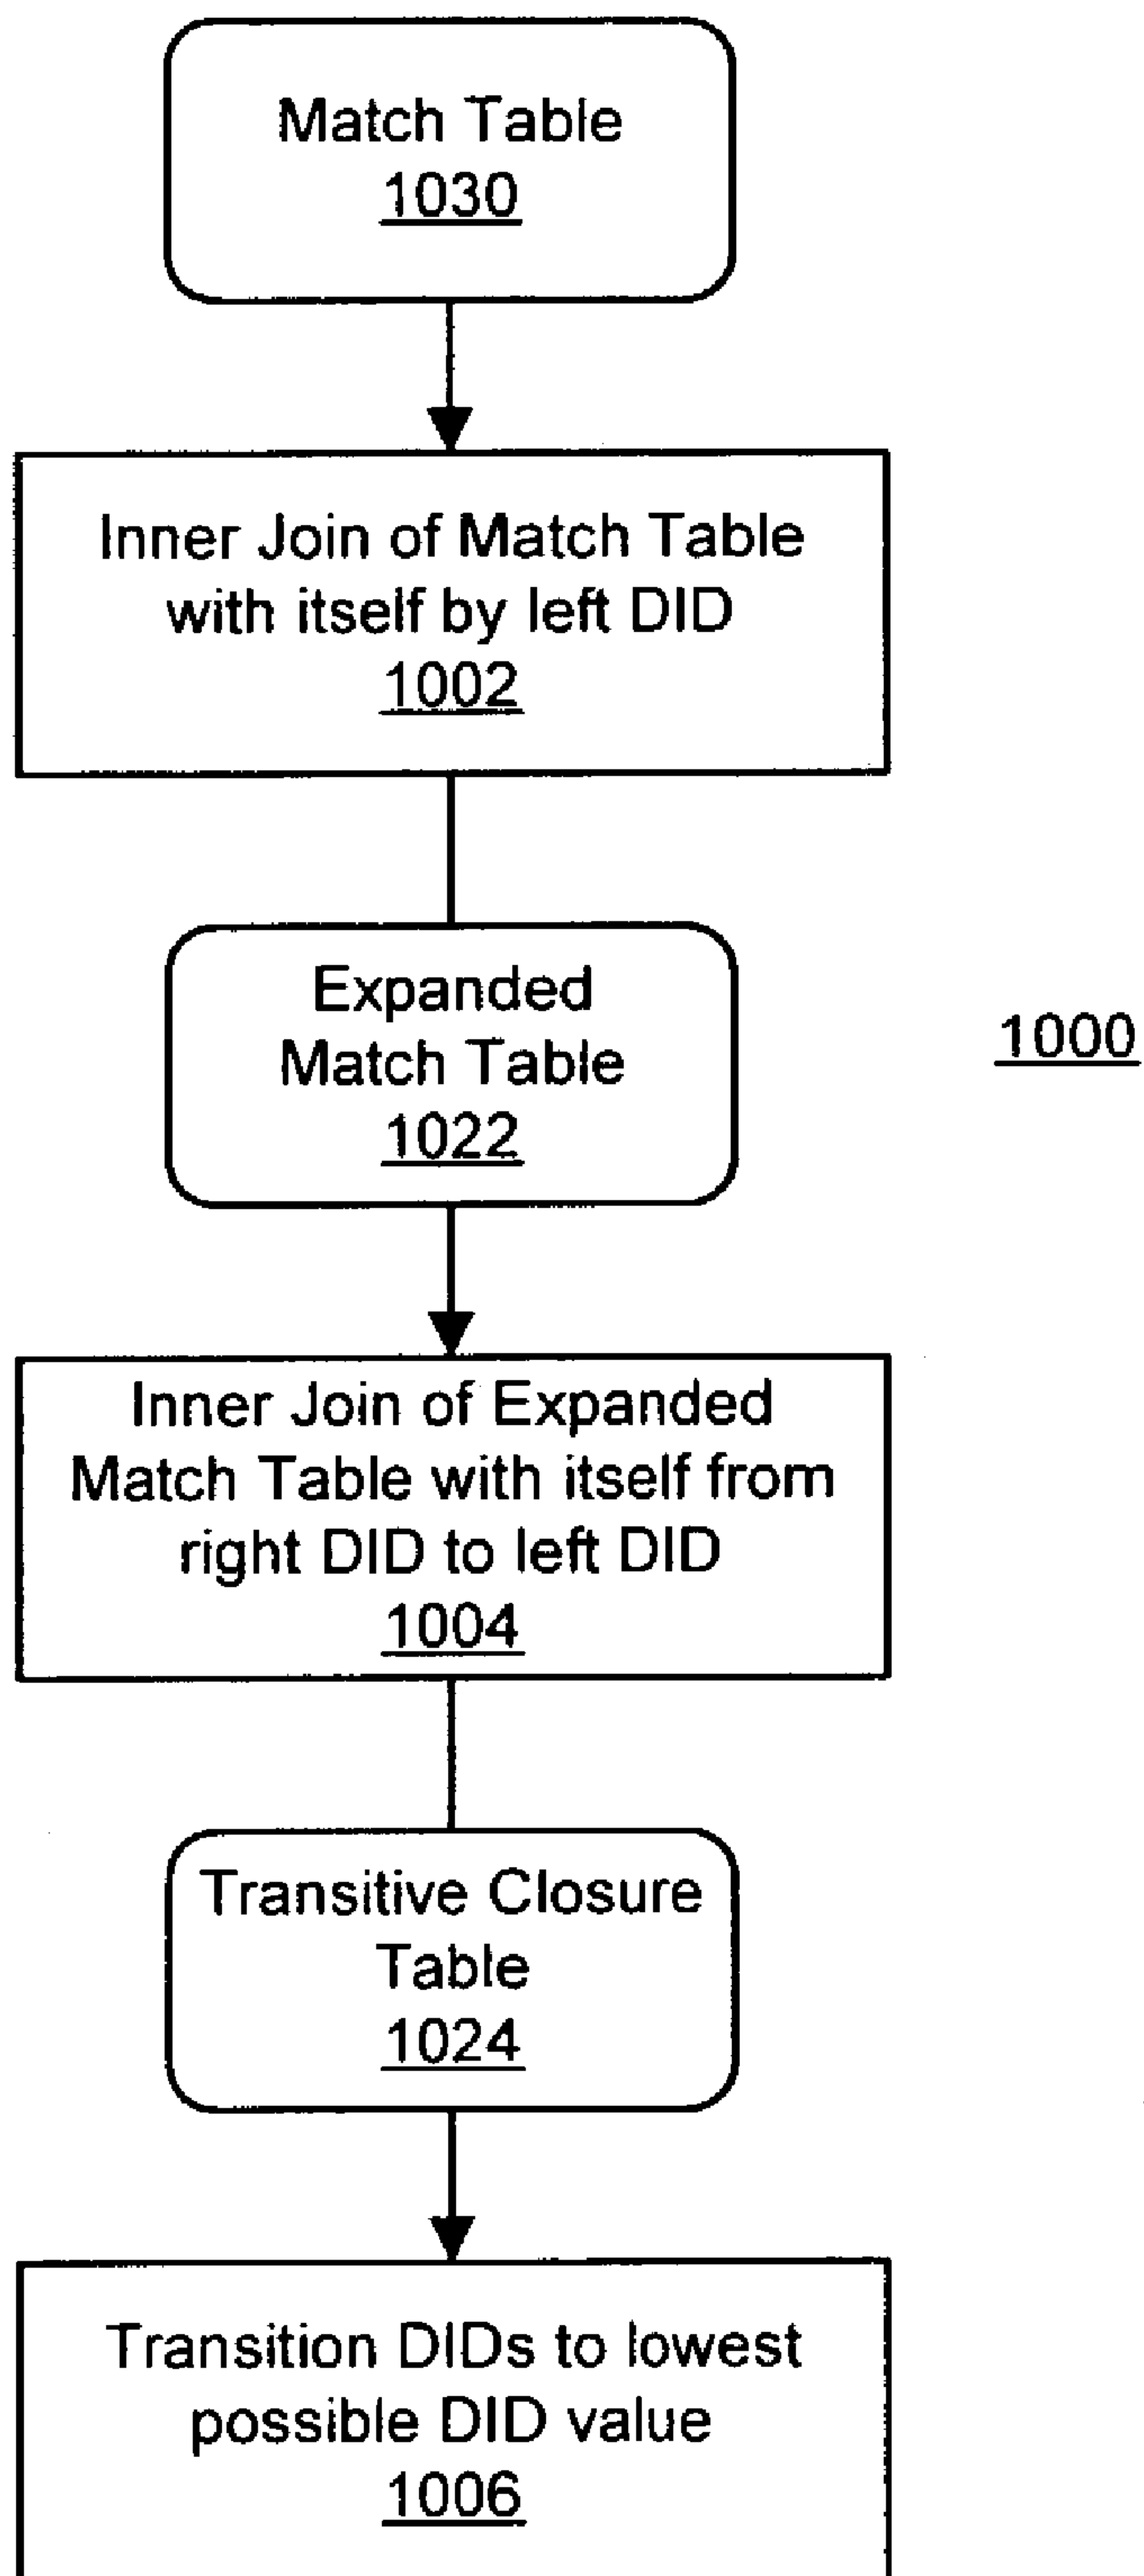 Match Table
1030
Inner Join of Match Table
with itself by left DID
1002
Expanded
Match Table
1022
1000
Inner Join of Expanded
Match Table with itself from
right DID to left DID
1004
Transitive Closure
Table
1024
Transition DIDs to lowest
possible DID value
1006